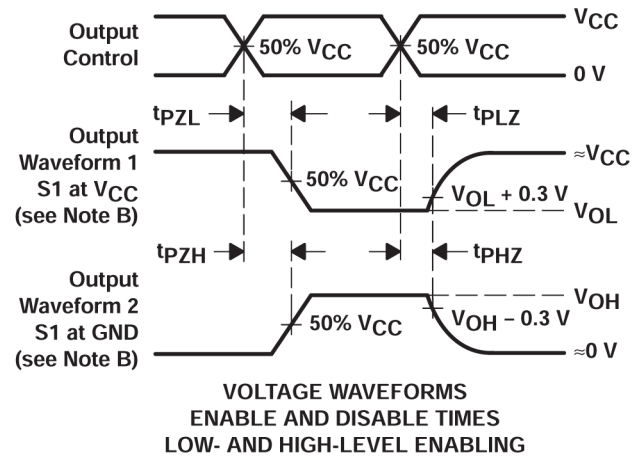 Output
Control
50% VCC
50% VCC
VCC
0 V
tPZL
tPLZ
Output
Waveform 1
S1 at VCC
(see Note B)
50% VCC
≈VCC
VOL + 0.3 V
VOL
tPZH
tPHZ
Output
Waveform 2
S1 at GND
(see Note B)
50% VCC
VOH
VOH − 0.3 V
≈0 V
VOLTAGE WAVEFORMS
ENABLE AND DISABLE TIMES
LOW- AND HIGH-LEVEL ENABLING